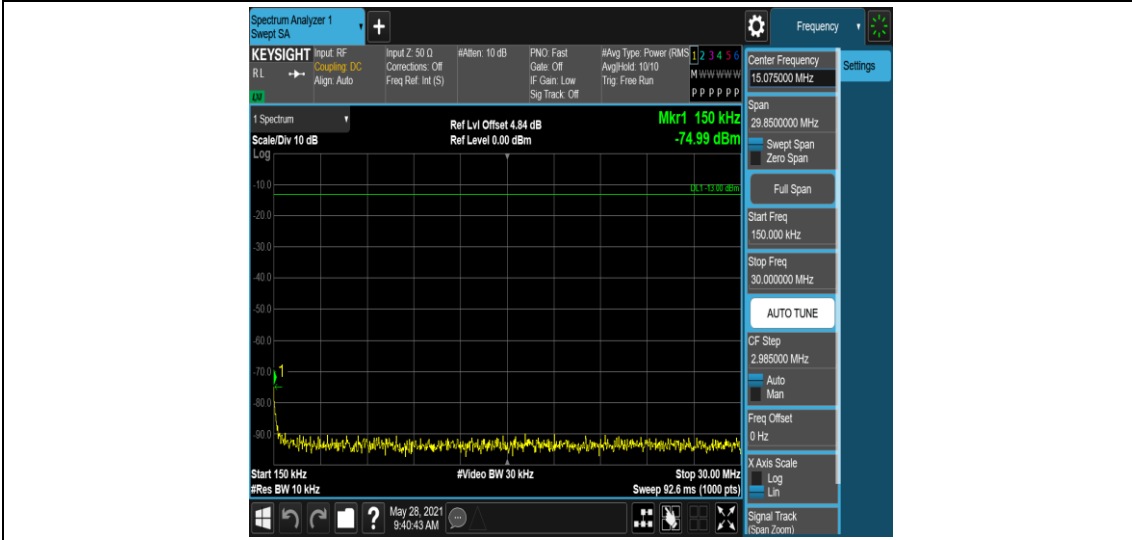 Spectrum Analyzer 1
Swept SA
+
Frequency
KEYSIGHT
RL
Input: RF
Coupling: DC
Align: Auto
Input Z: 50 Ω
Corrections: Off
Freq Ref: Int (S)
#Atten: 10 dB
PNO: Fast
Gate: Off
IF Gain: Low
Sig Track: Off
#Avg Type: Power (RMS
Avg|Hold: 10/10
Trig: Free Run
1 2 3 4 5 6
M W W W W W
P P P P P P
1 Spectrum
Scale/Div 10 dB
Log
Ref Lvl Offset 4.84 dB
Ref Level 0.00 dBm
Mkr1 150 kHz
-74.99 dBm
DL1 -13.00 dBm
-10.0
-20.0
-30.0
-40.0
-50.0
-60.0
-70.0
1
-80.0
-90.0
Start 150 kHz
#Res BW 10 kHz
#Video BW 30 kHz
Stop 30.00 MHz
Sweep 92.6 ms (1000 pts)
?
May 28, 2021
9:40:43 AM
Center Frequency
15.075000 MHz
Span
29.8500000 MHz
Swept Span
Zero Span
Full Span
Start Freq
150.000 kHz
Stop Freq
30.000000 MHz
AUTO TUNE
CF Step
2.985000 MHz
Auto
Man
Freq Offset
0 Hz
X Axis Scale
Log
Lin
Signal Track
(Span Zoom)
Settings